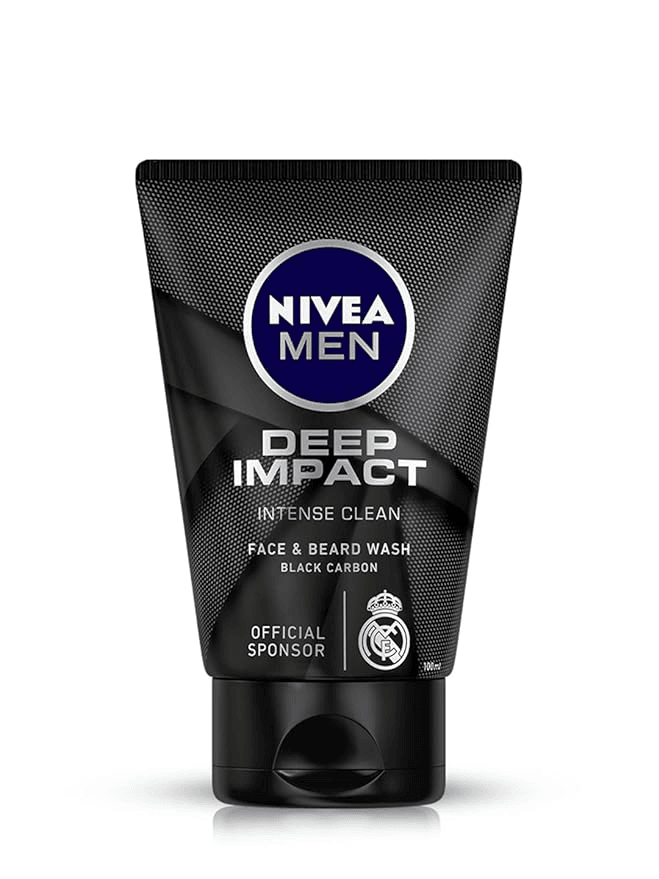 NIVEA
MEN
DEEP
IMPACT
INTENSE CLEAN
FACE & BEARD WASH
BLACK CARBON
OFFICIAL
SPONSOR
100ml